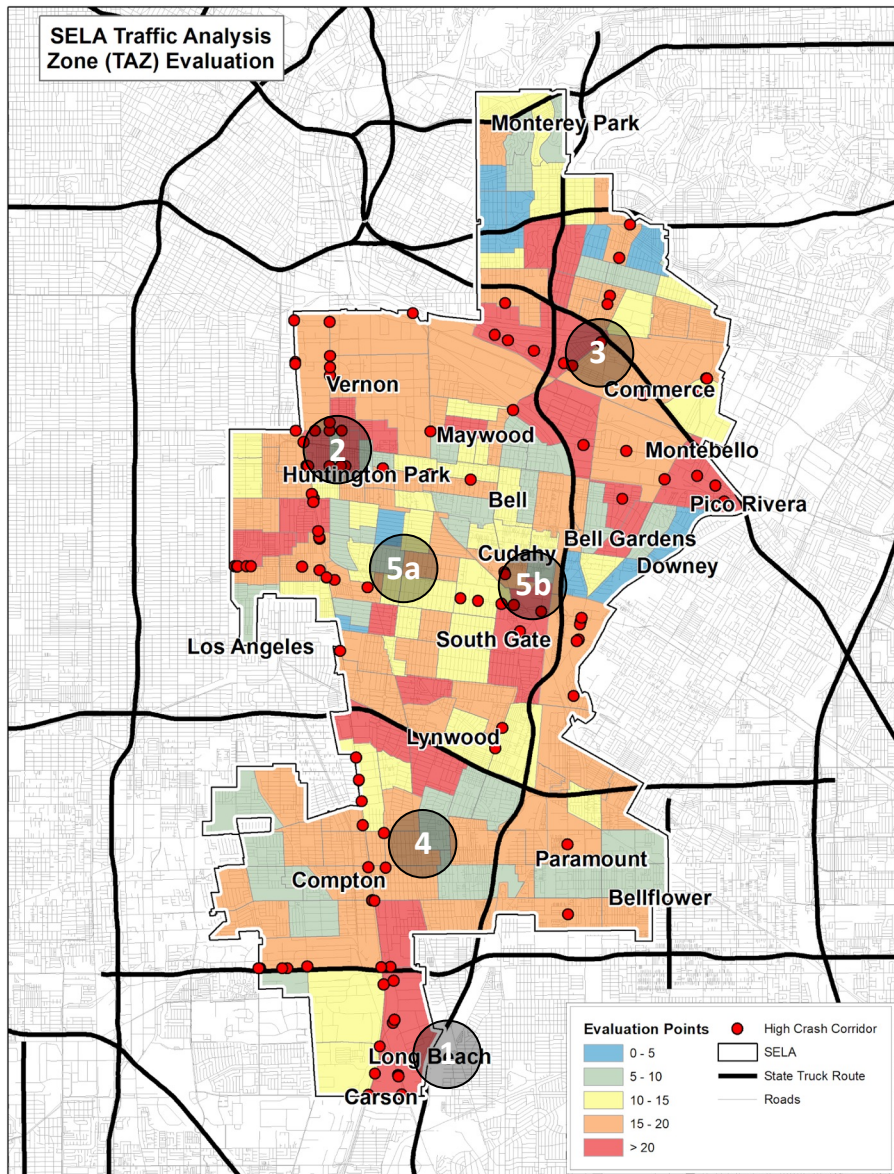 SELA Traffic Analysis
Zone (TAZ) Evaluation
Monterey Park
3
Vernon
Commerce
Maywood
2
Montebello
Huntington Park
Bell
Pico Rivera
Bell Gardens
Cudahy
Downey
5a
5b
South Gate
Los Angeles
Lynwood
4
Paramount
Compton
Bellflower
1
Long Beach
Carson
Evaluation Points
0 - 5
5 - 10
10 - 15
15 - 20
> 20
High Crash Corridor
SELA
State Truck Route
Roads